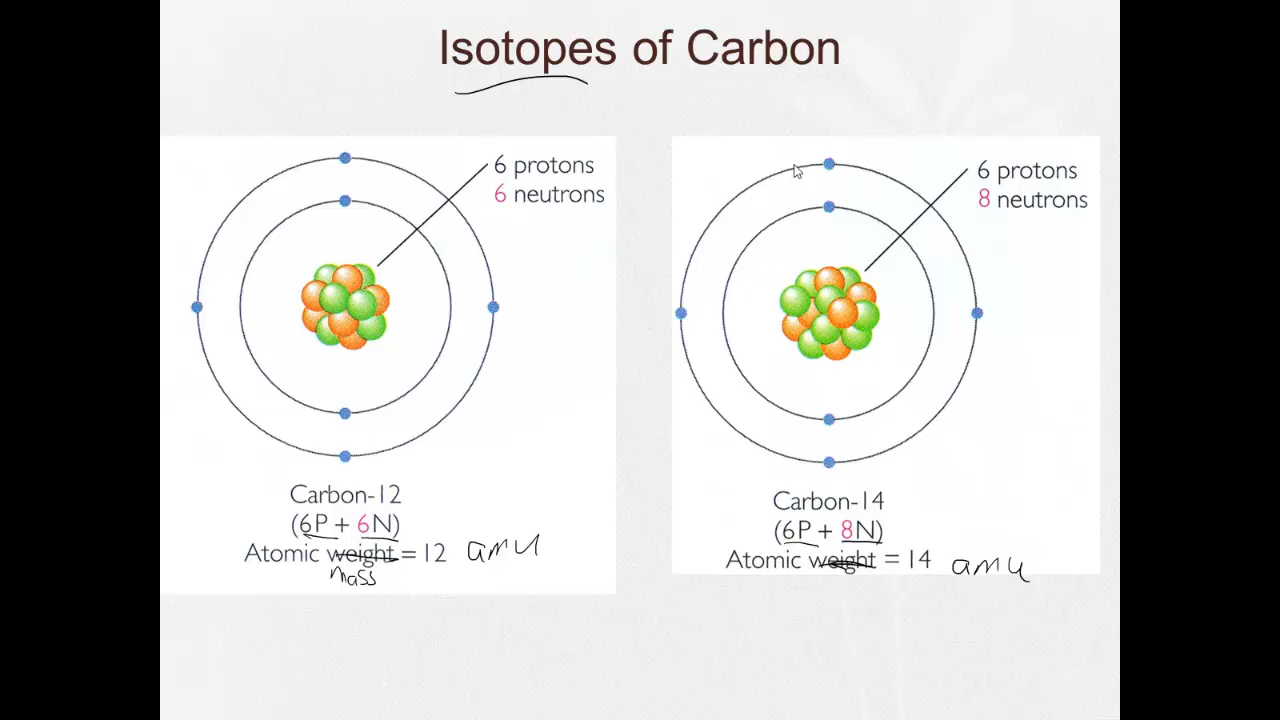 Isotopes of Carbon
6 protons
6 neutrons
Carbon-12
(6P + 6N)
Atomic weight = 12 amu
mass
6 protons
8 neutrons
Carbon-14
(6P + 8N)
Atomic weight = 14 amu